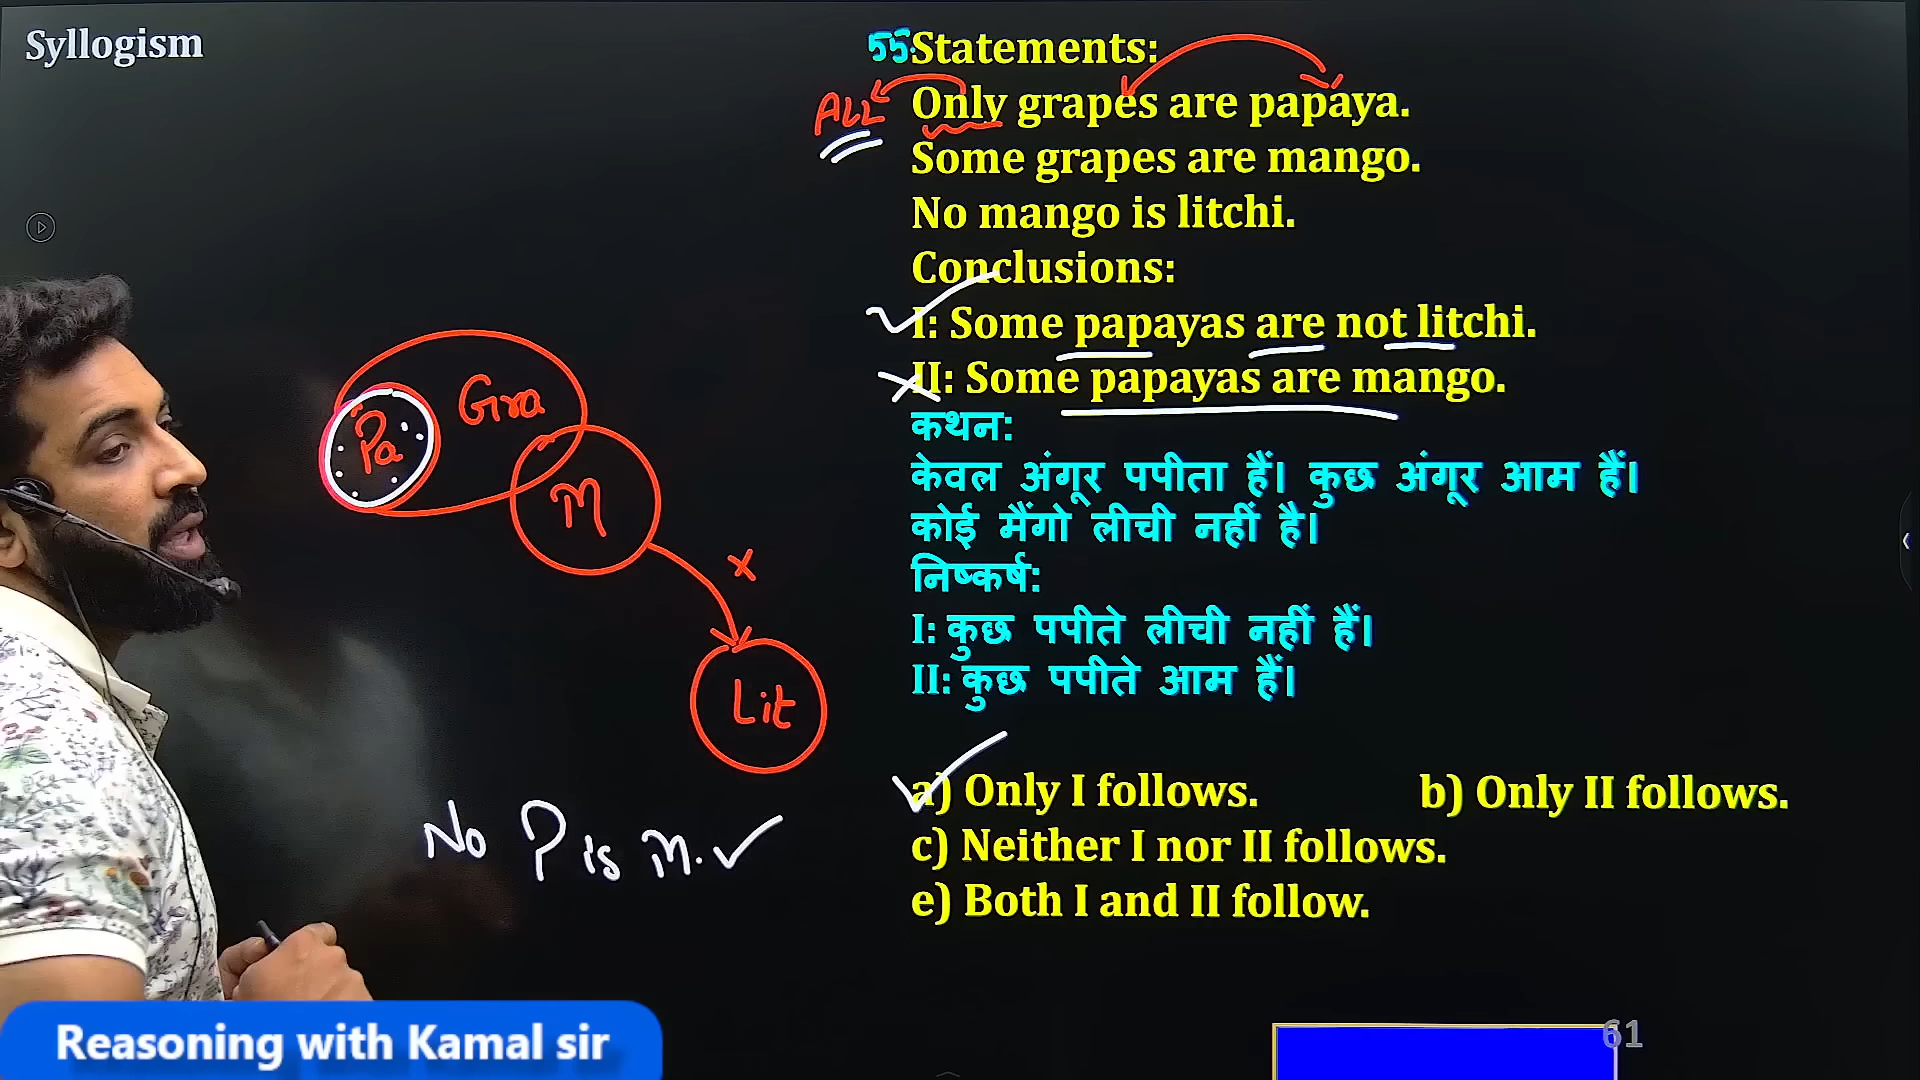 Syllogism
55.Statements:
ALL Only grapes are papaya.
Some grapes are mango.
No mango is litchi.
Conclusions:
I: Some papayas are not litchi.
II: Some papayas are mango.
कथन:
केवल अंगूर पपीता हैं। कुछ अंगूर आम हैं।
कोई मैंगो लीची नहीं है।
निष्कर्ष:
I: कुछ पपीते लीची नहीं हैं।
II: कुछ पपीते आम हैं।
a) Only I follows. b) Only II follows.
c) Neither I nor II follows.
e) Both I and II follow.
Pa
Gra
M
Lit
No P is M.
Reasoning with Kamal sir
61